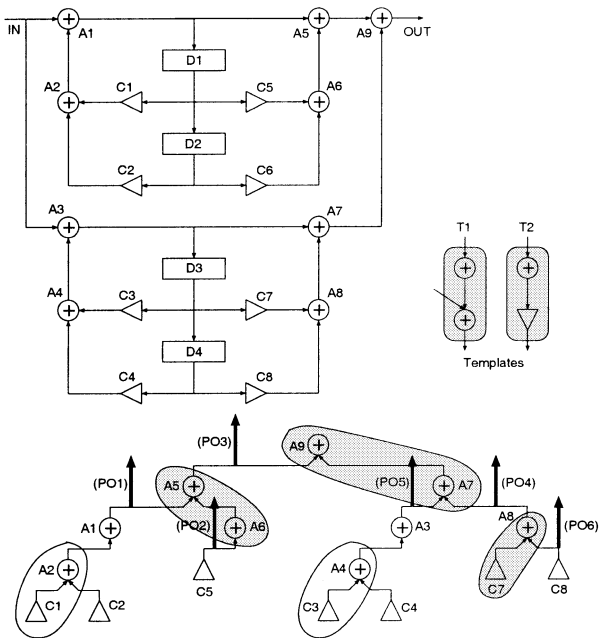 IN
A1
A5
A9
OUT
D1
A2
C1
C5
A6
D2
C2
C6
A3
A7
D3
A4
C3
C7
A8
D4
C4
C8
T1
T2
Templates
(PO3)
A9
(PO1)
A5
(PO5)
A7
(PO4)
A1
(PO2)
A6
A3
A8
(PO6)
A2
C5
A4
C1
C2
C3
C4
C7
C8